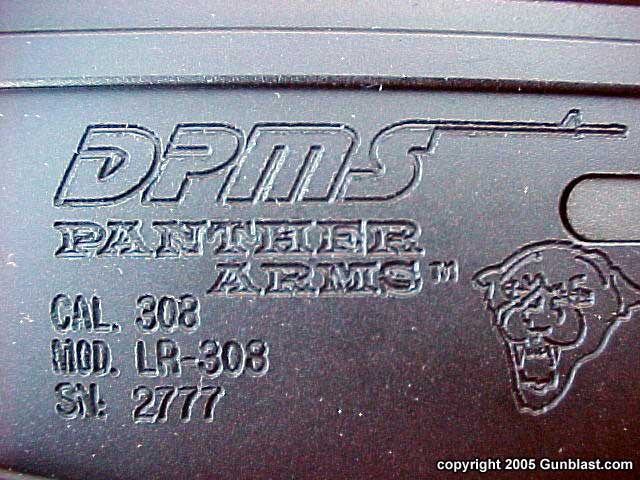 DPMS
PANTHER
ARMS™
CAL. 308
MOD. LR-308
SN: 2777
copyright 2005 Gunblast.com